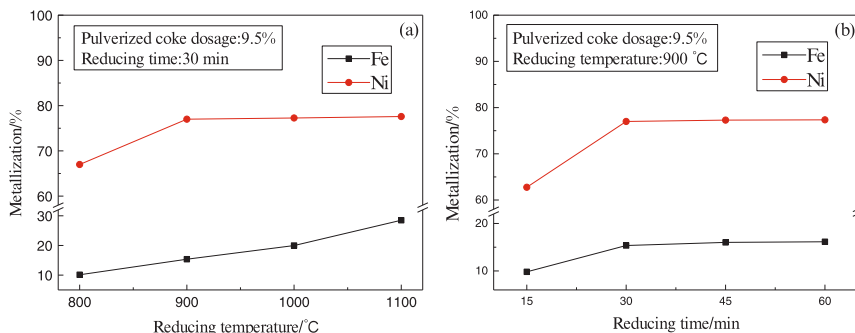 (a)
Pulverized coke dosage:9.5%
Reducing time:30 min
Fe
Ni
Metallization/%
100
90
80
70
60
30
20
10
800
900
1000
1100
Reducing temperature/°C
(b)
Pulverized coke dosage:9.5%
Reducing temperature:900 °C
Fe
Ni
Metallization/%
100
90
80
70
60
20
10
15
30
45
60
Reducing time/min